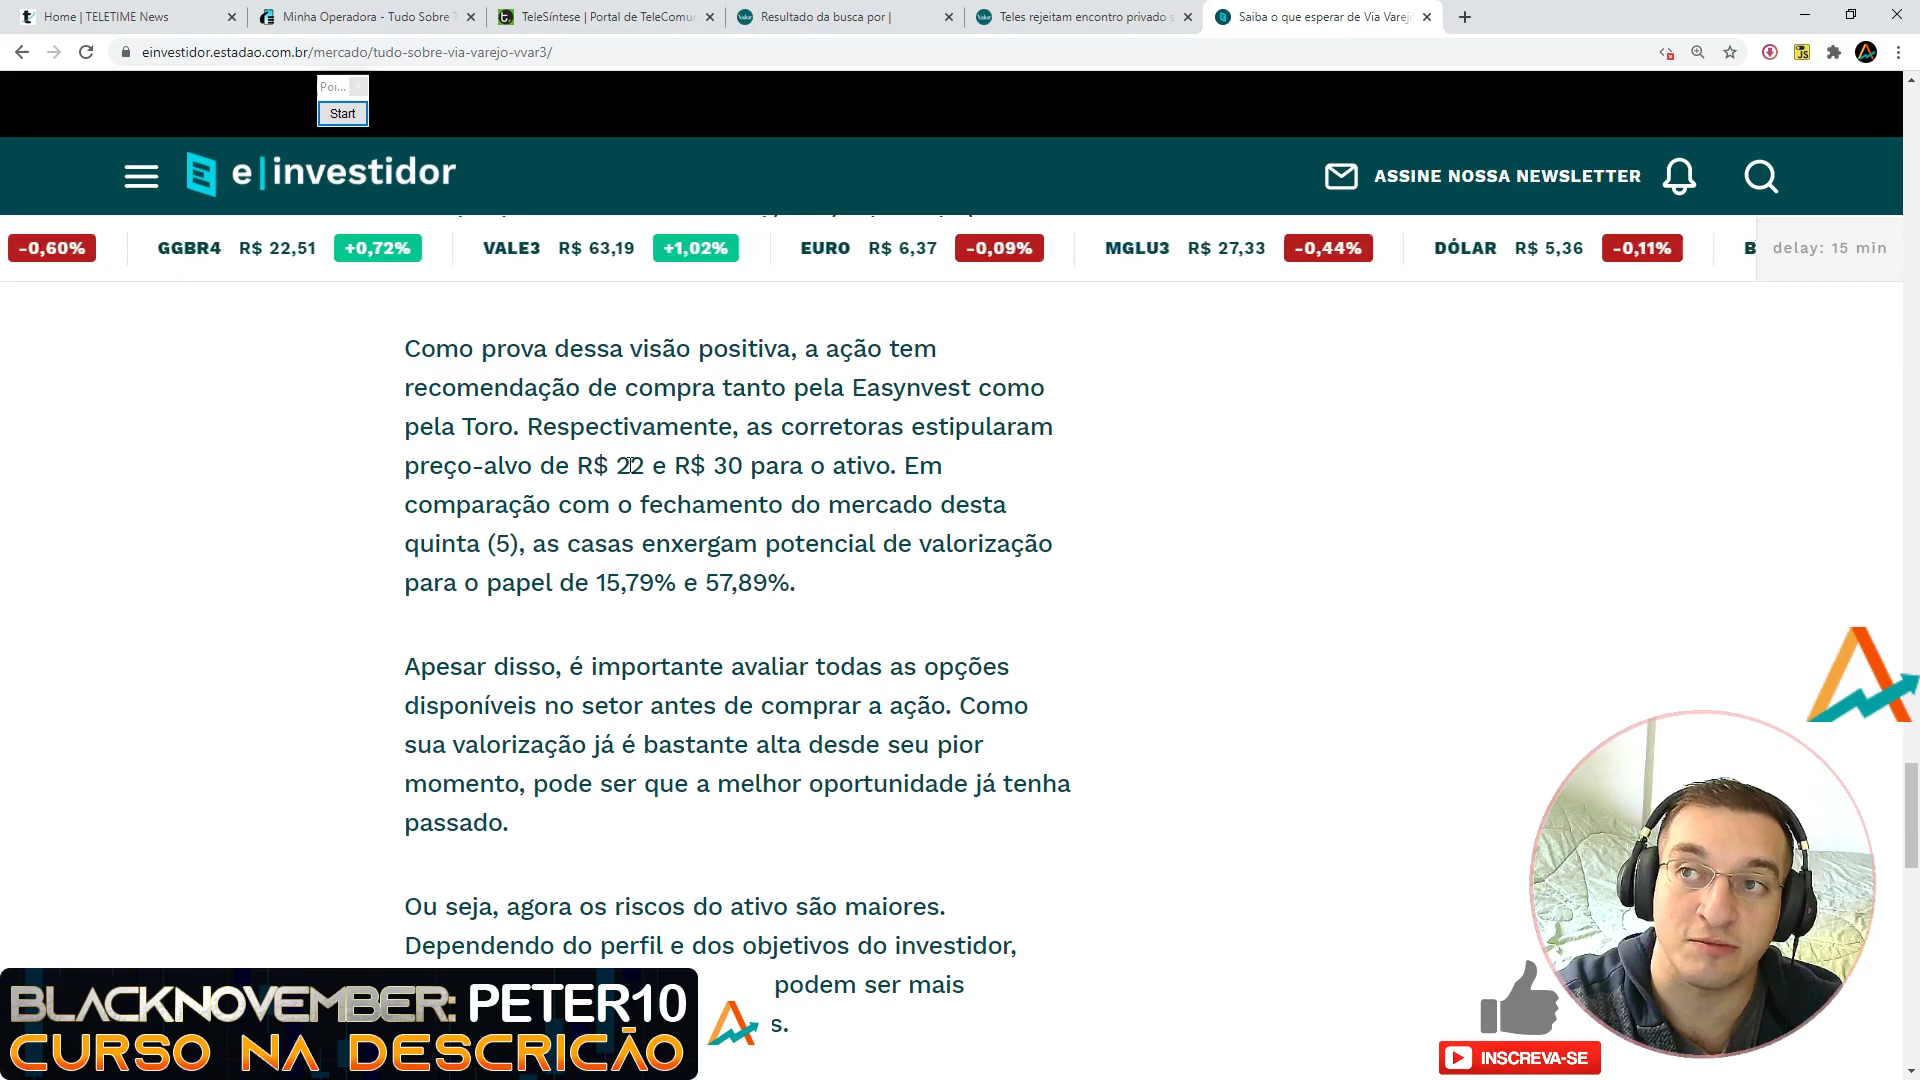 Home | TELETIME News
Minha Operadora - Tudo Sobre T
TeleSíntese | Portal de TeleComun
Resultado da busca por |
Teles rejeitam encontro privado s
Saiba o que esperar de Via Varejo
einvestidor.estadao.com.br/mercado/tudo-sobre-via-varejo-vvar3/
Poi...
Start
e|investidor
ASSINE NOSSA NEWSLETTER
-0,60% GGBR4 R$ 22,51 +0,72% VALE3 R$ 63,19 +1,02% EURO R$ 6,37 -0,09% MGLU3 R$ 27,33 -0,44% DÓLAR R$ 5,36 -0,11% B delay: 15 min
Como prova dessa visão positiva, a ação tem
recomendação de compra tanto pela Easynvest como
pela Toro. Respectivamente, as corretoras estipularam
preço-alvo de R$ 22 e R$ 30 para o ativo. Em
comparação com o fechamento do mercado desta
quinta (5), as casas enxergam potencial de valorização
para o papel de 15,79% e 57,89%.
Apesar disso, é importante avaliar todas as opções
disponíveis no setor antes de comprar a ação. Como
sua valorização já é bastante alta desde seu pior
momento, pode ser que a melhor oportunidade já tenha
passado.
Ou seja, agora os riscos do ativo são maiores.
Dependendo do perfil e dos objetivos do investidor,
podem ser mais
s.
BLACKNOVEMBER: PETER10
CURSO NA DESCRICÃO
INSCREVA-SE